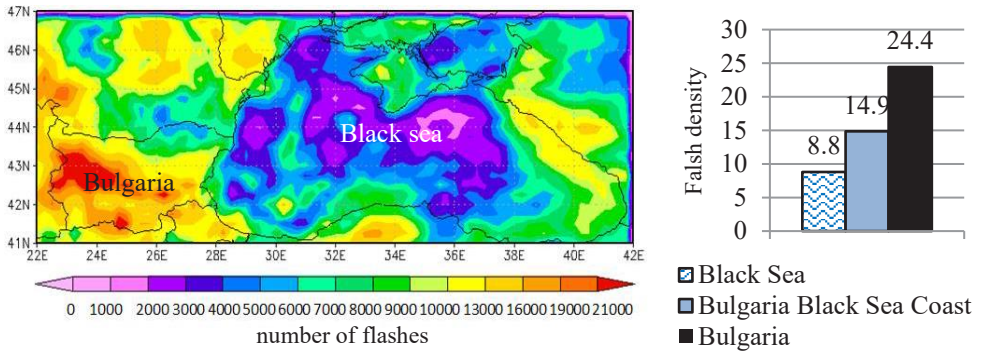 47N
46N
45N
44N
43N
42N
41N
22E 24E 26E 28E 30E 32E 34E 36E 38E 40E 42E
Black sea
Bulgaria
0 1000 2000 3000 4000 5000 6000 7000 8000 9000 10000 13000 16000 19000 21000
number of flashes
Falsh density
30
25
20
15
10
5
0
8.8
14.9
24.4
Black Sea
Bulgaria Black Sea Coast
Bulgaria